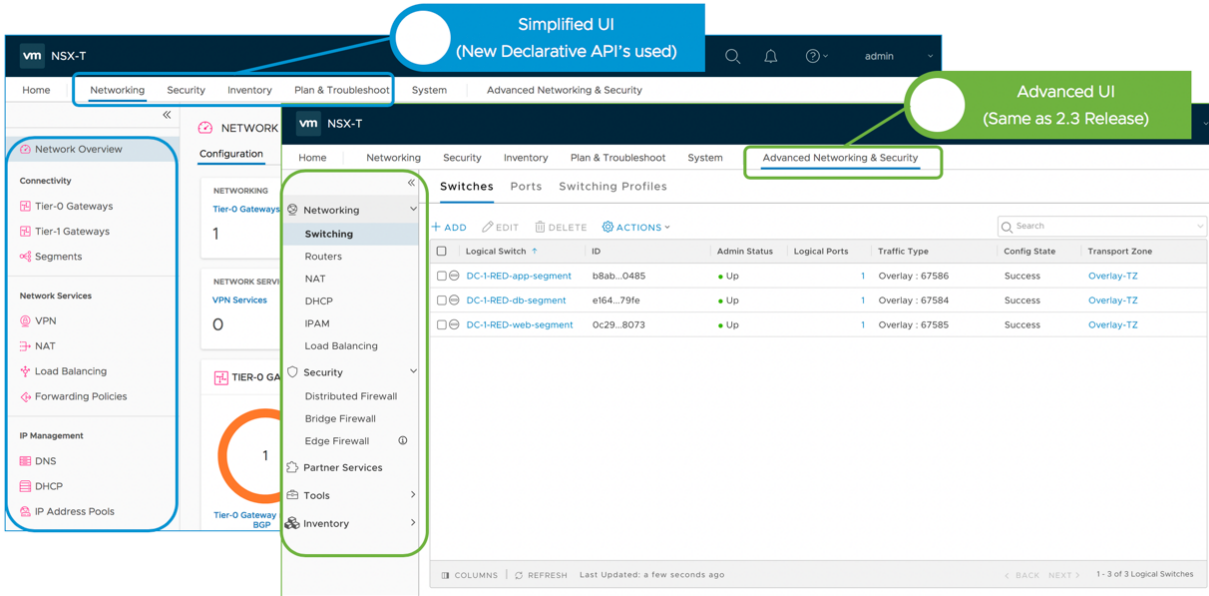 Simplified UI
(New Declarative API's used)
vm NSX-T
admin
Home Networking Security Inventory Plan & Troubleshoot System Advanced Networking & Security
Advanced UI
(Same as 2.3 Release)
Network Overview
Connectivity
Tier-0 Gateways
Tier-1 Gateways
Segments
Network Services
VPN
NAT
Load Balancing
Forwarding Policies
IP Management
DNS
DHCP
IP Address Pools
NETWORK
Configuration
NETWORKING
Tier-0 Gateways
1
NETWORK SERVI
VPN Services
0
TIER-0 GA
1
Tier-0 Gateway
BGP
vm NSX-T
Home Networking Security Inventory Plan & Troubleshoot System Advanced Networking & Security
Networking
Switching
Routers
NAT
DHCP
IPAM
Load Balancing
Security
Distributed Firewall
Bridge Firewall
Edge Firewall
Partner Services
Tools
Inventory
Switches Ports Switching Profiles
+ ADD EDIT DELETE ACTIONS
Search
Logical Switch ID Admin Status Logical Ports Traffic Type Config State Transport Zone
DC-1-RED-app-segment b8ab...0485 Up 1 Overlay : 67586 Success Overlay-TZ
DC-1-RED-db-segment e164...79fe Up 1 Overlay : 67584 Success Overlay-TZ
DC-1-RED-web-segment 0c29...8073 Up 1 Overlay : 67585 Success Overlay-TZ
COLUMNS REFRESH Last Updated: a few seconds ago
BACK NEXT 1 - 3 of 3 Logical Switches